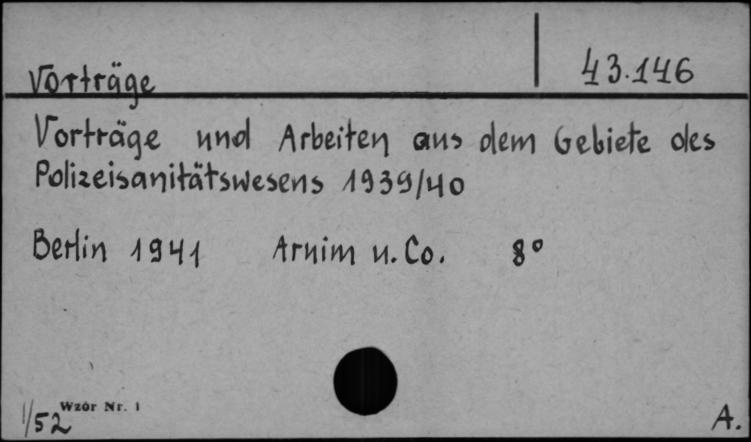 Vorträge 43.146
Vorträge und Arbeiten aus dem Gebiete des
Polizeisanitätswesens 1939/40
Berlin 1941 Arnim u. Co. 8°
Wzór Nr. 1
1/52 A.